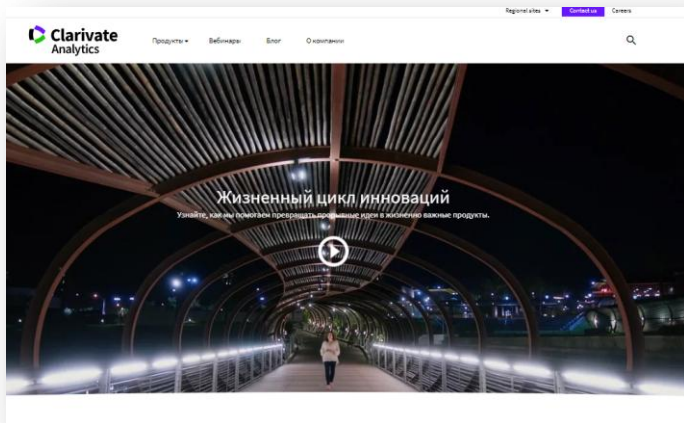 Regional sites
Contact us
Careers
Clarivate
Analytics
Продукты
Вебинары
Блог
О компании
Жизненный цикл инноваций
Узнайте, как мы помогаем превращать прорывные идеи в жизненно важные продукты.